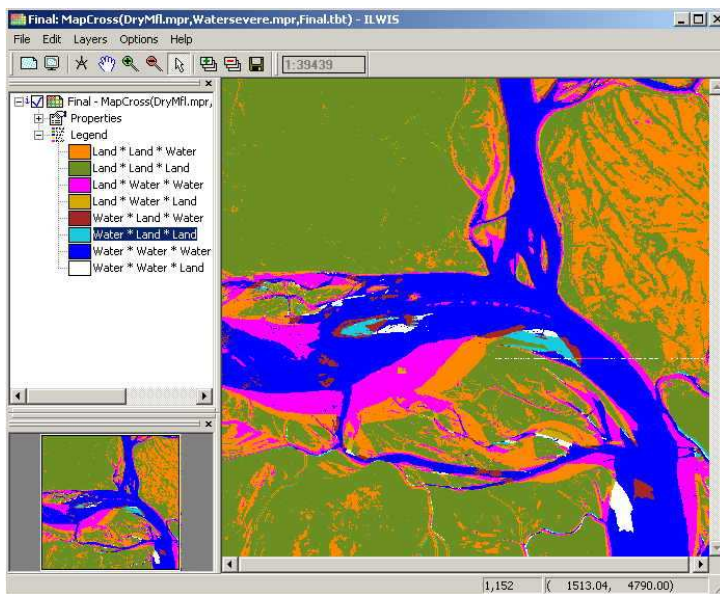 Final: MapCross(DryMfl.mpr,Watersevere.mpr,Final.tbt) - ILWIS
File Edit Layers Options Help
1:39439
Final - MapCross(DryMfl.mpr,
Properties
Legend
Land * Land * Water
Land * Land * Land
Land * Water * Water
Land * Water * Land
Water * Land * Water
Water * Land * Land
Water * Water * Water
Water * Water * Land
1,152 ( 1513.04, 4790.00)